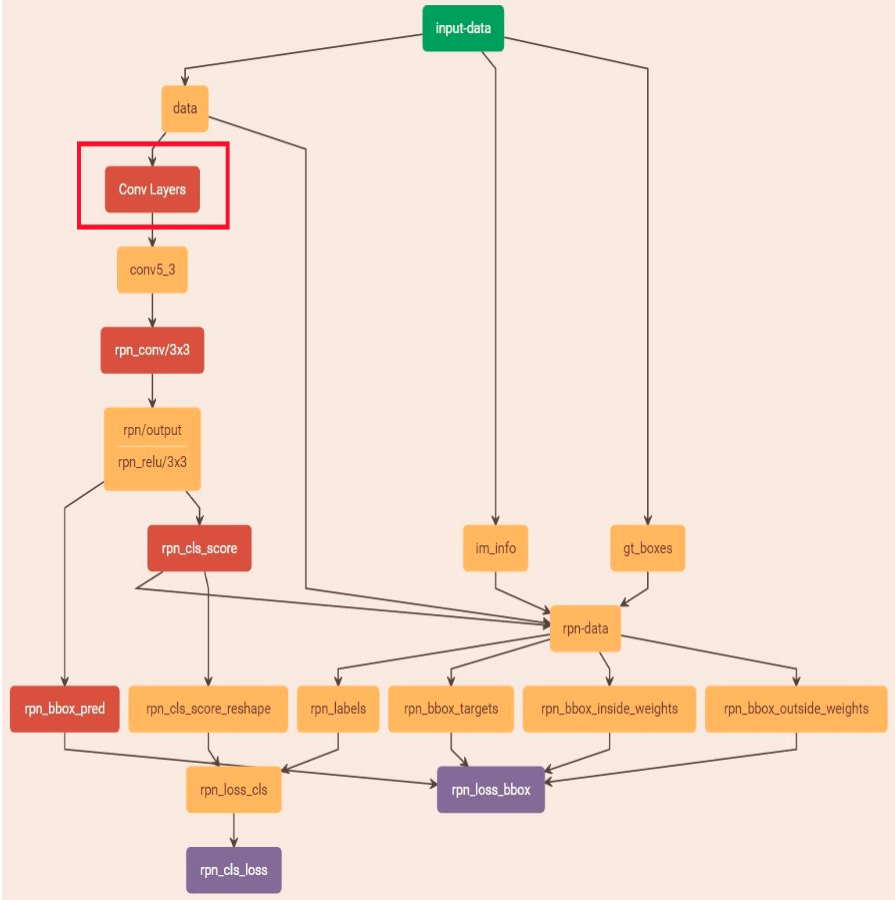 input-data
data
Conv Layers
conv5_3
rpn_conv/3x3
rpn/output
rpn_relu/3x3
rpn_cls_score
im_info
gt_boxes
rpn-data
rpn_bbox_pred
rpn_cls_score_reshape
rpn_labels
rpn_bbox_targets
rpn_bbox_inside_weights
rpn_bbox_outside_weights
rpn_loss_cls
rpn_loss_bbox
rpn_cls_loss